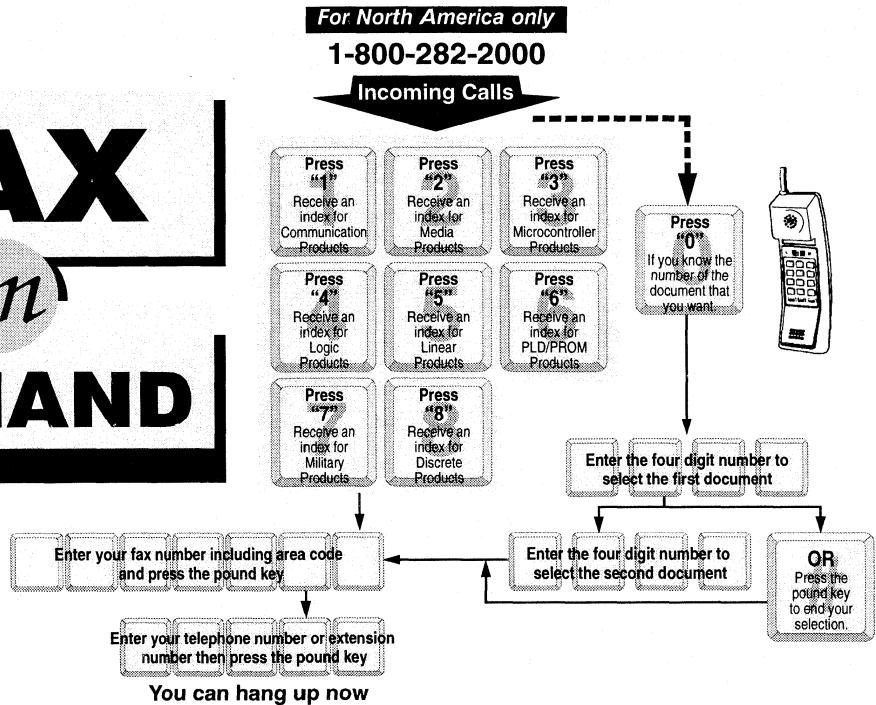 For North America only
1-800-282-2000
Incoming Calls
AX
n
MAND
Press
“1”
Receive an
index for
Communication
Products
Press
“2”
Receive an
index for
Media
Products
Press
“3”
Receive an
index for
Microcontroller
Products
Press
“4”
Receive an
index for
Logic
Products
Press
“5”
Receive an
index for
Linear
Products
Press
“6”
Receive an
index for
PLD/PROM
Products
Press
“7”
Receive an
index for
Military
Products
Press
“8”
Receive an
index for
Discrete
Products
Press
“0”
If you know the
number of the
document that
you want.
Enter the four digit number to
select the first document
Enter the four digit number to
select the second document
OR
Press the
pound key
to end your
selection.
Enter your fax number including area code
and press the pound key
Enter your telephone number or extension
number then press the pound key
You can hang up now